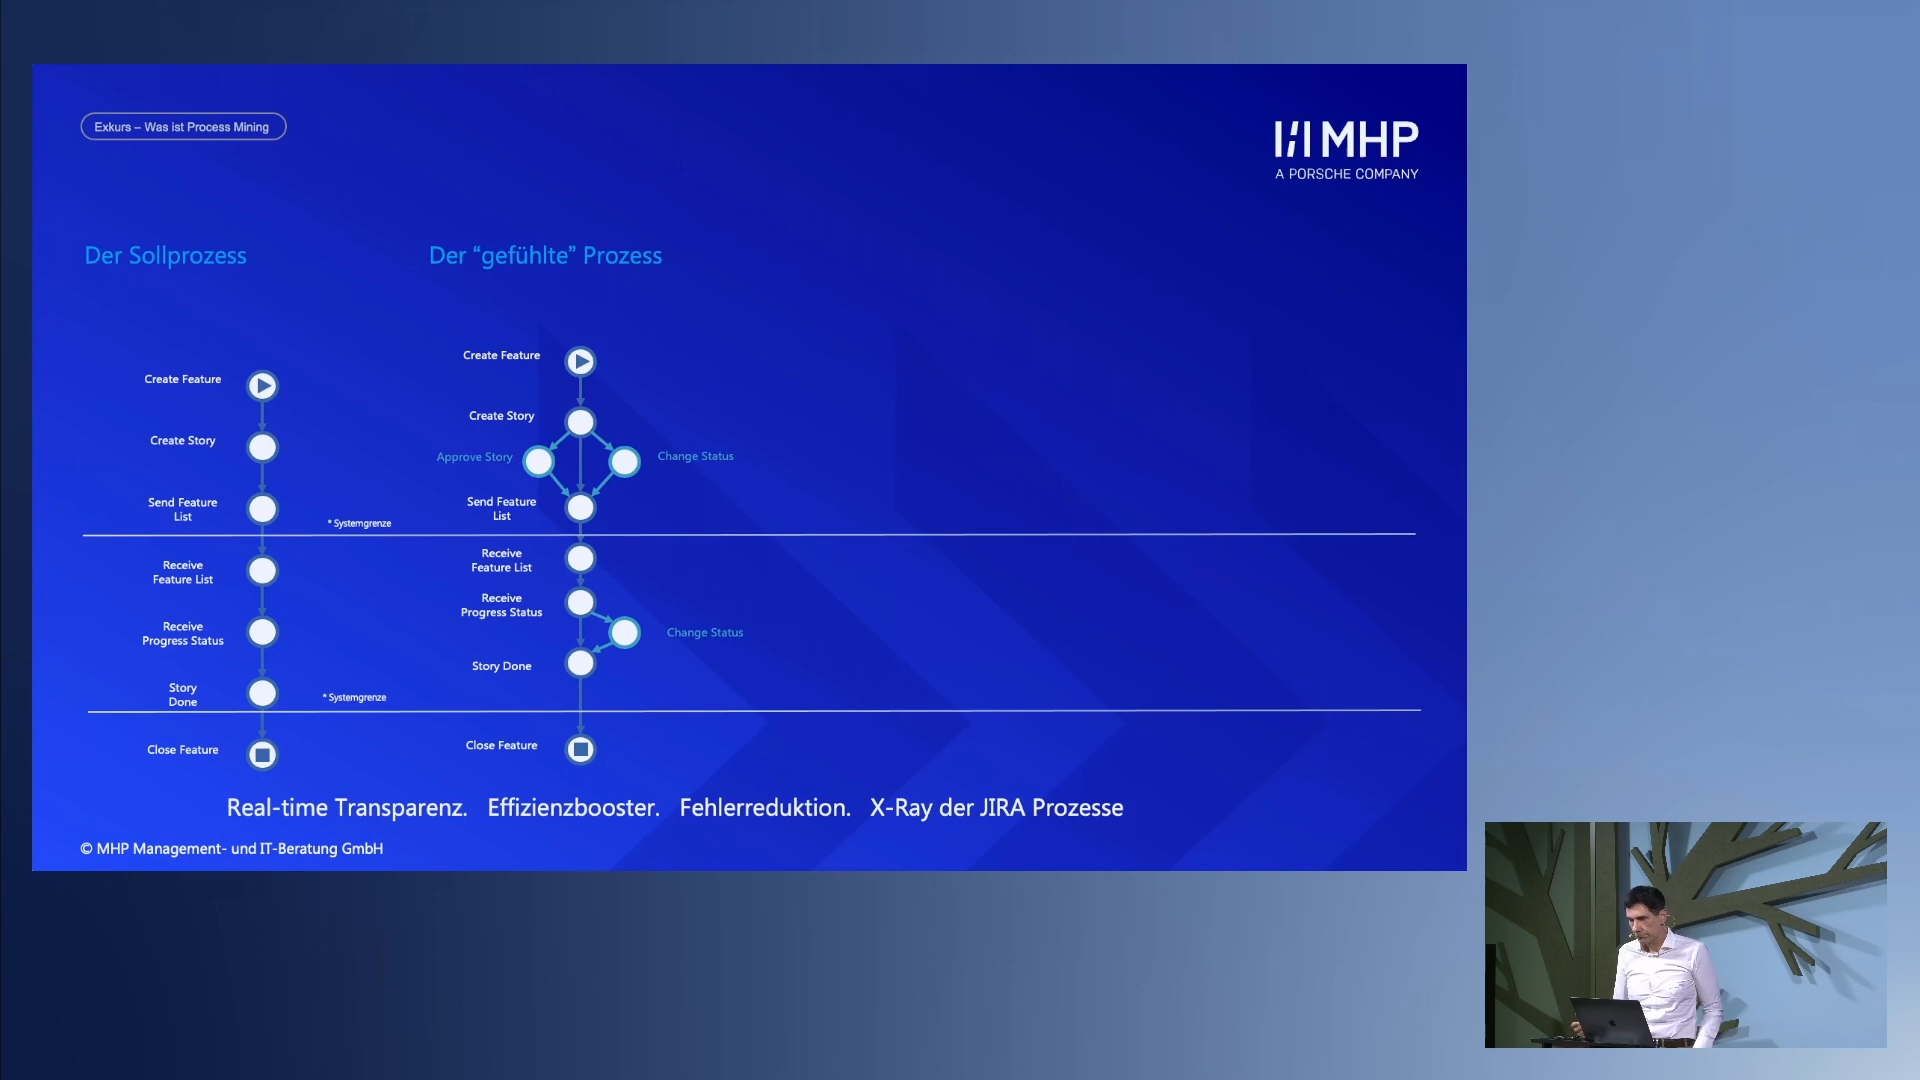 Exkurs – Was ist Process Mining
MHP
A PORSCHE COMPANY
Der Sollprozess
Create Feature
Create Story
Send Feature
List
* Systemgrenze
Receive
Feature List
Receive
Progress Status
Story
Done
* Systemgrenze
Close Feature
Der “gefühlte” Prozess
Create Feature
Create Story
Approve Story
Change Status
Send Feature
List
Receive
Feature List
Receive
Progress Status
Change Status
Story Done
Close Feature
Real-time Transparenz. Effizienzbooster. Fehlerreduktion. X-Ray der JIRA Prozesse
© MHP Management- und IT-Beratung GmbH